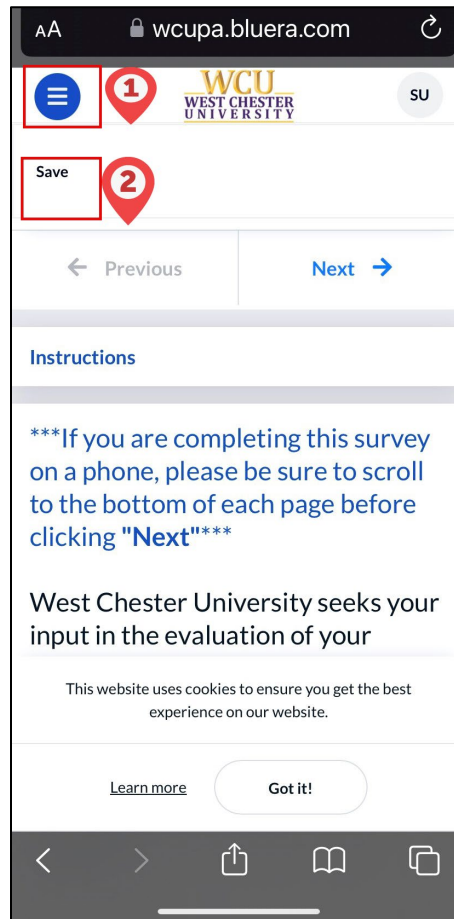 AA wcupa.bluera.com
1
WCU
WEST CHESTER
UNIVERSITY
SU
Save
2
Previous
Next
Instructions
***If you are completing this survey
on a phone, please be sure to scroll
to the bottom of each page before
clicking "Next"***
West Chester University seeks your
input in the evaluation of your
This website uses cookies to ensure you get the best
experience on our website.
Learn more
Got it!